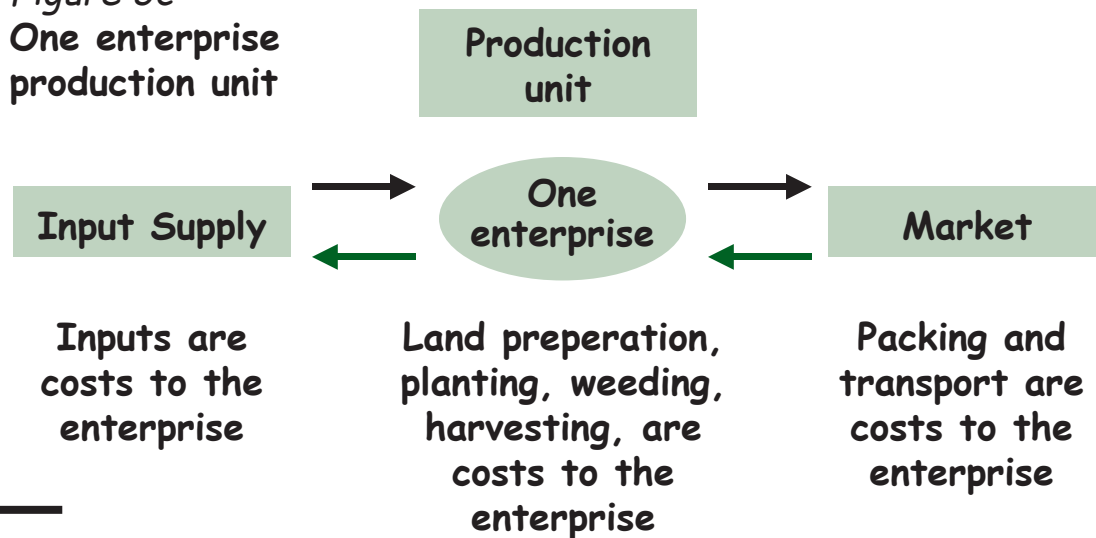 One enterprise
production unit
Production
unit
Input Supply
One
enterprise
Market
Inputs are
costs to the
enterprise
Land preperation,
planting, weeding,
harvesting, are
costs to the
enterprise
Packing and
transport are
costs to the
enterprise